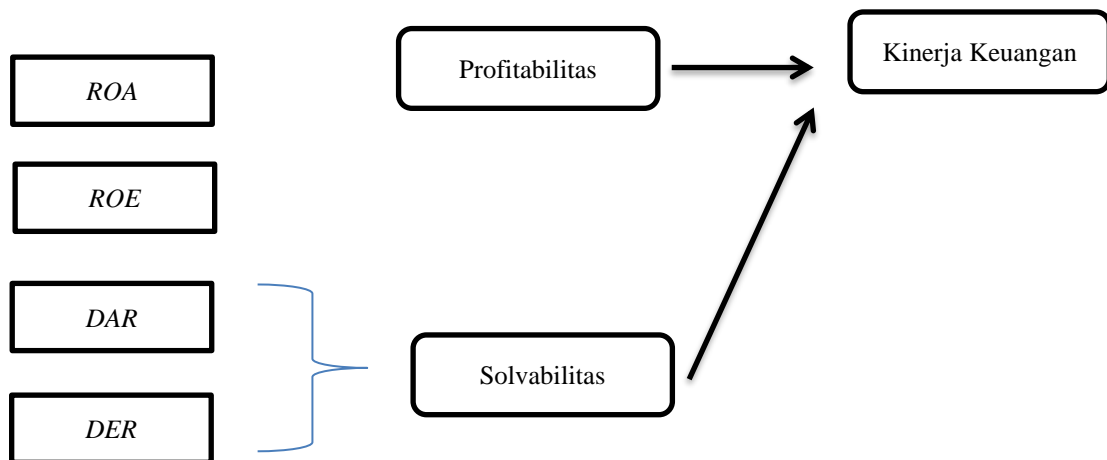 ROA
ROE
DAR
DER
Profitabilitas
Solvabilitas
Kinerja Keuangan